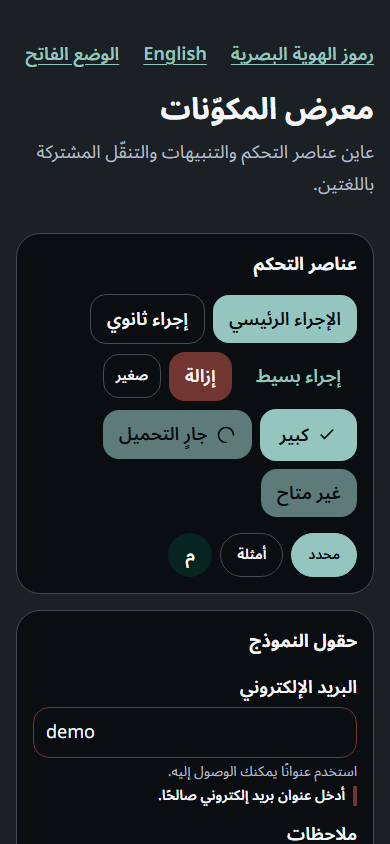 رموز الهوية البصرية English الوضع الفاتح
معرض المكوّنات
عاين عناصر التحكم والتنبيهات والتنقّل المشتركة
باللغتين.
عناصر التحكم
الإجراء الرئيسي إجراء ثانوي
إجراء بسيط إزالة صغير
كبير جارٍ التحميل
غير متاح
محدد أمثلة م
حقول النموذج
البريد الإلكتروني
demo
استخدم عنوانًا يمكنك الوصول إليه.
أدخل عنوان بريد إلكتروني صالحًا.
ملاحظات